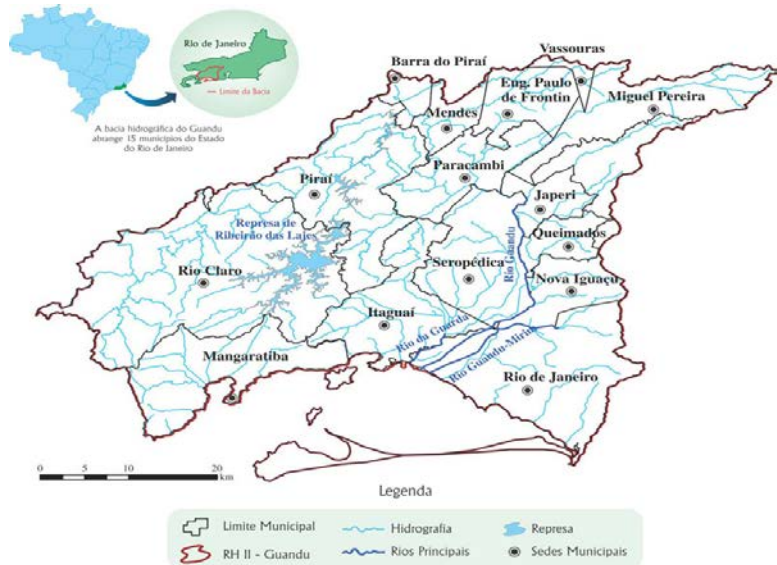 Rio de Janeiro
Limite da Bacia
A bacia hidrográfica do Guandu
abrange 15 municípios do Estado
do Rio de Janeiro
Vassouras
Barra do Piraí
Eng. Paulo
de Frontin
Miguel Pereira
Mendes
Paracambi
Piraí
Japeri
Represa de
Ribeirão das Lajes
Queimados
Rio Guandu
Rio Claro
Seropédica
Nova Iguaçu
Itaguaí
Rio da Guarda
Rio Guandu-Mirim
Mangaratiba
Rio de Janeiro
0 10 20
km
Legenda
Limite Municipal
Hidrografia
Represa
RH II - Guandu
Rios Principais
Sedes Municipais